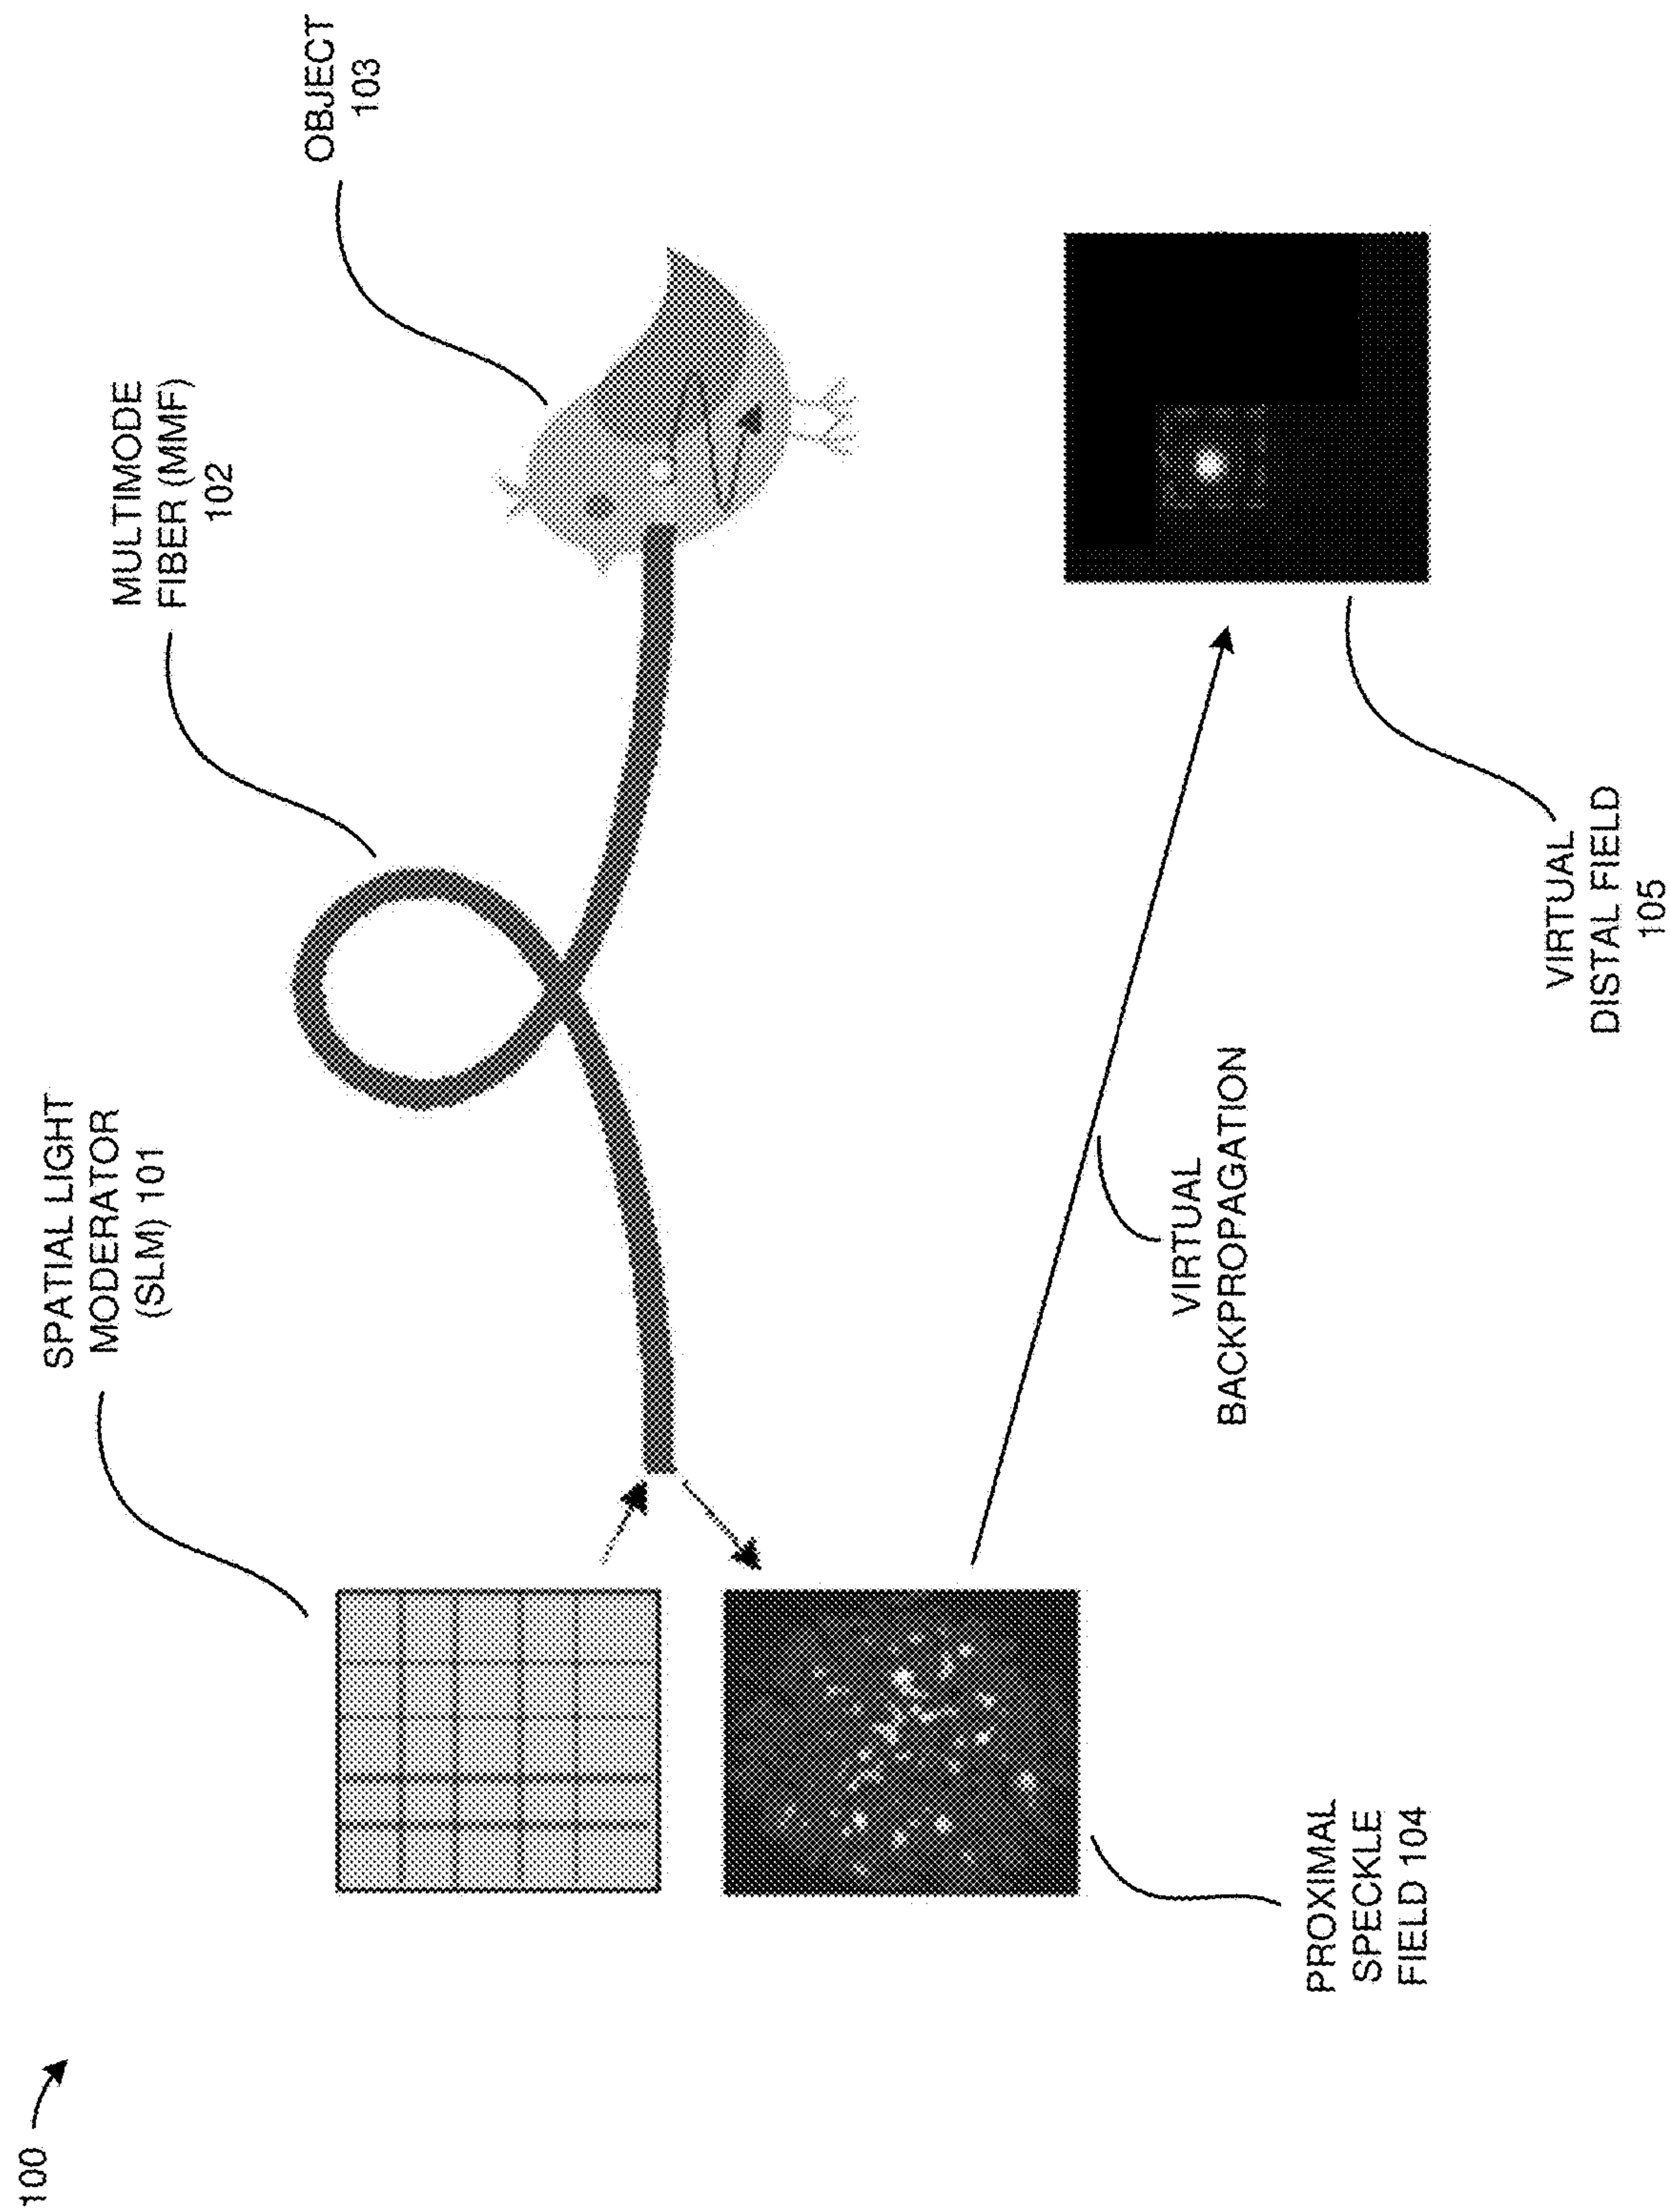 100
SPATIAL LIGHT
MODERATOR
(SLM) 101
MULTIMODE
FIBER (MMF)
102
OBJECT
103
PROXIMAL
SPECKLE
FIELD 104
VIRTUAL
BACKPROPAGATION
VIRTUAL
DISTAL FIELD
105